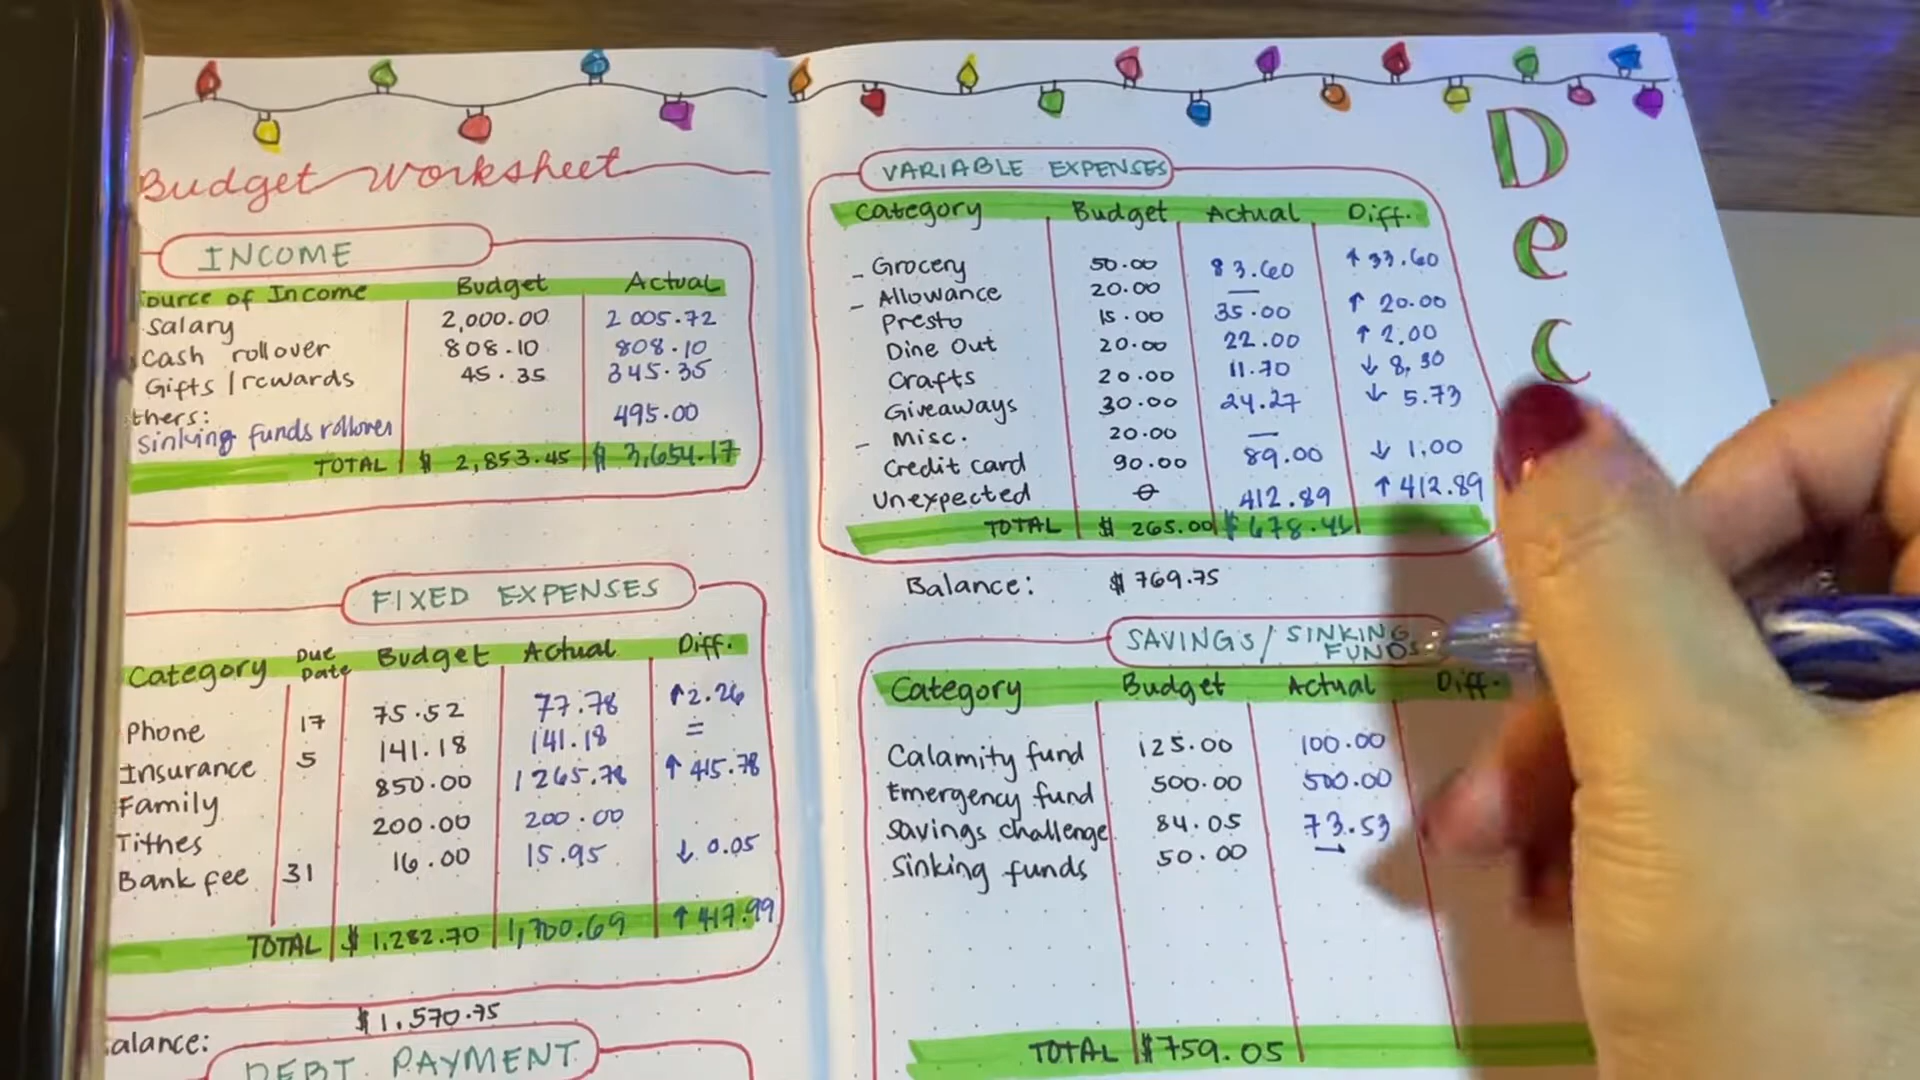 Budget Worksheet
INCOME
ource of Income Budget Actual
Salary 2,000.00 2 005.72
Cash rollover 808.10 808.10
Gifts / rewards 45.35 345.35
thers:
Sinking funds rollover 495.00
TOTAL $ 2,853.45 $ 3,654.17
FIXED EXPENSES
Category Due Date Budget Actual Diff.
Phone 17 75.52 77.78 ↑2.26
Insurance 5 141.18 141.18 =
Family 850.00 1265.78 ↑ 415.78
Tithes 200.00 200.00
Bank fee 31 16.00 15.95 ↓ 0.05
TOTAL $ 1,282.70 1,700.69 ↑ 417.99
alance: $1,570.75
DEBT PAYMENT
Dec
VARIABLE EXPENSES
Category Budget Actual Diff.
- Grocery 50.00 83.60 ↑ 33.60
- Allowance 20.00 —
Presto 15.00 35.00 ↑ 20.00
Dine Out 20.00 22.00 ↑ 2.00
Crafts 20.00 11.70 ↓ 8.30
Giveaways 30.00 24.27 ↓ 5.73
- Misc. 20.00 —
Credit card 90.00 89.00 ↓ 1.00
Unexpected 0 412.89 ↑ 412.89
TOTAL $ 265.00 $ 678.46
Balance: $ 769.75
SAVINGS / SINKING FUNDS
Category Budget Actual Diff.
Calamity fund 125.00 100.00
Emergency fund 500.00 500.00
Savings challenge 84.05 73.53
Sinking funds 50.00 —
TOTAL $759.05